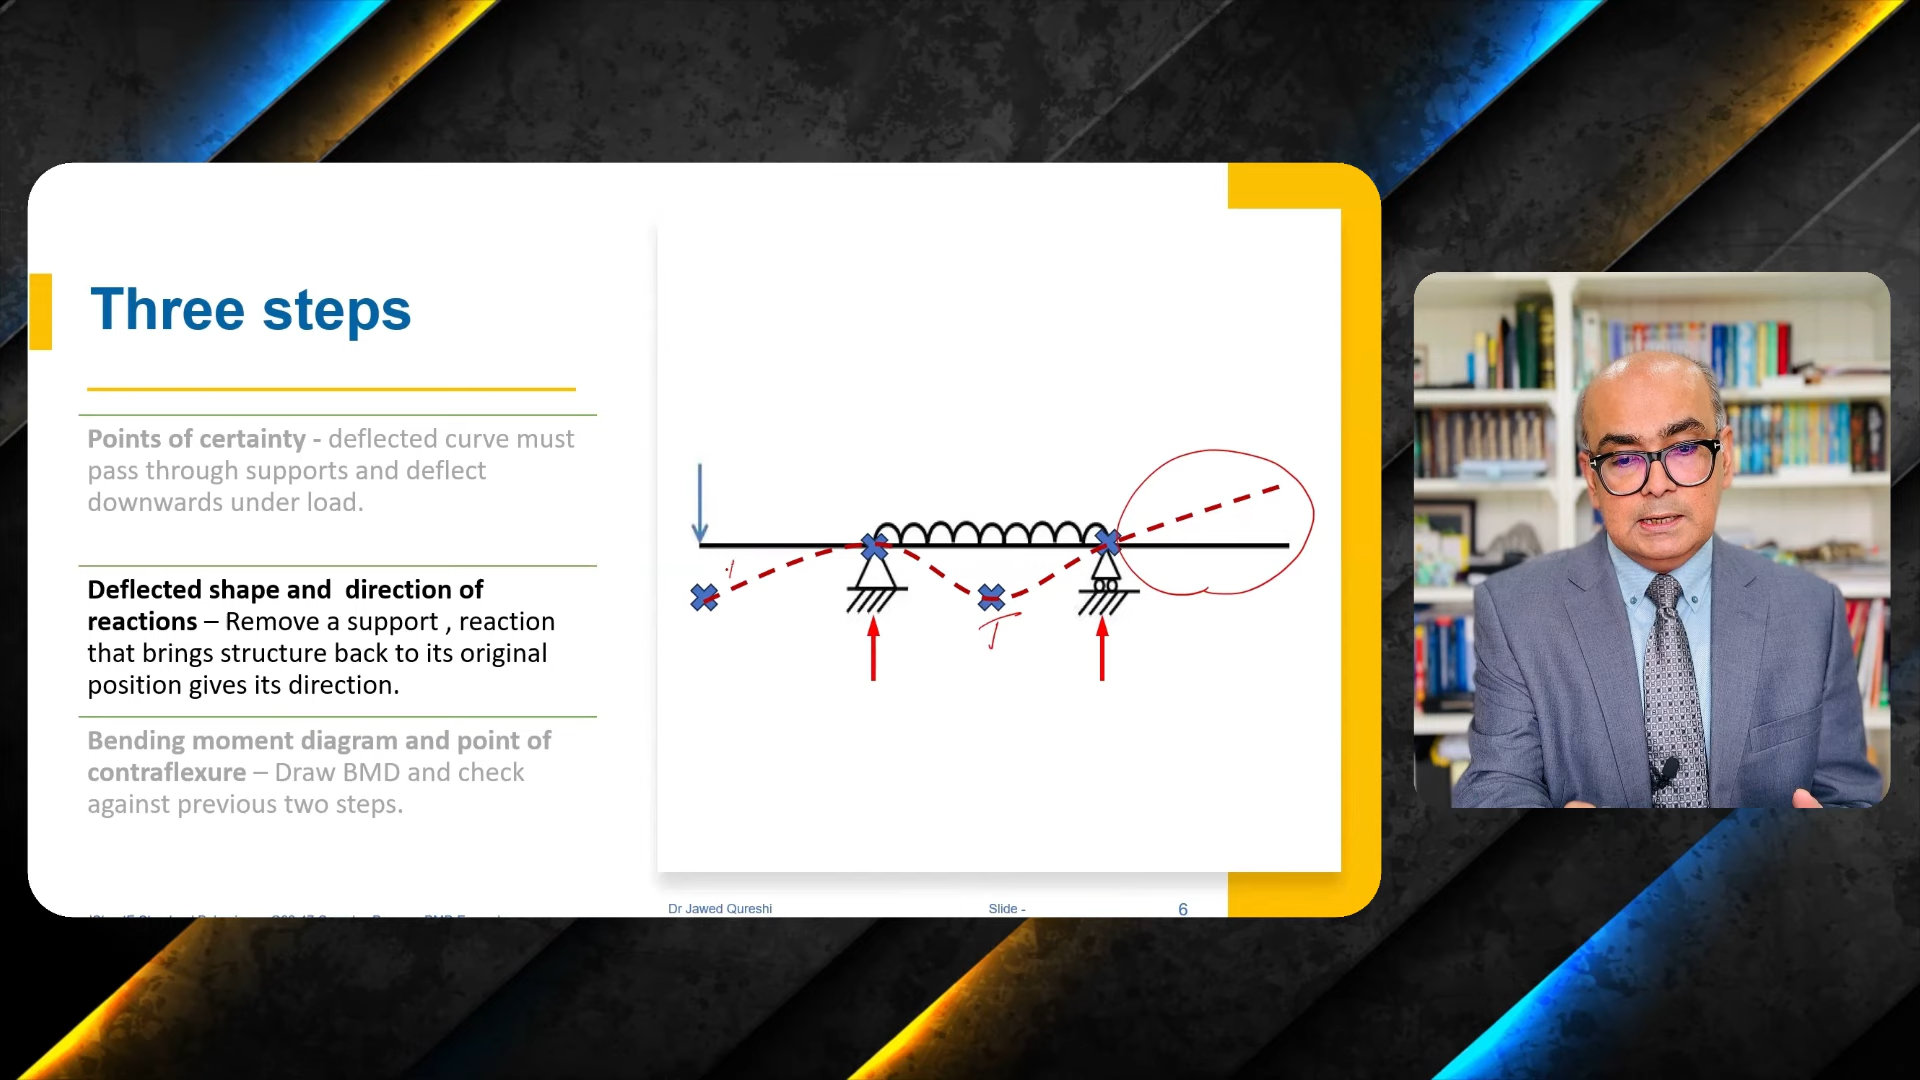 Three steps
Points of certainty - deflected curve must
pass through supports and deflect
downwards under load.
Deflected shape and  direction of
reactions – Remove a support , reaction
that brings structure back to its original
position gives its direction.
Bending moment diagram and point of
contraflexure – Draw BMD and check
against previous two steps.
T
Dr Jawed Qureshi
Slide -
6